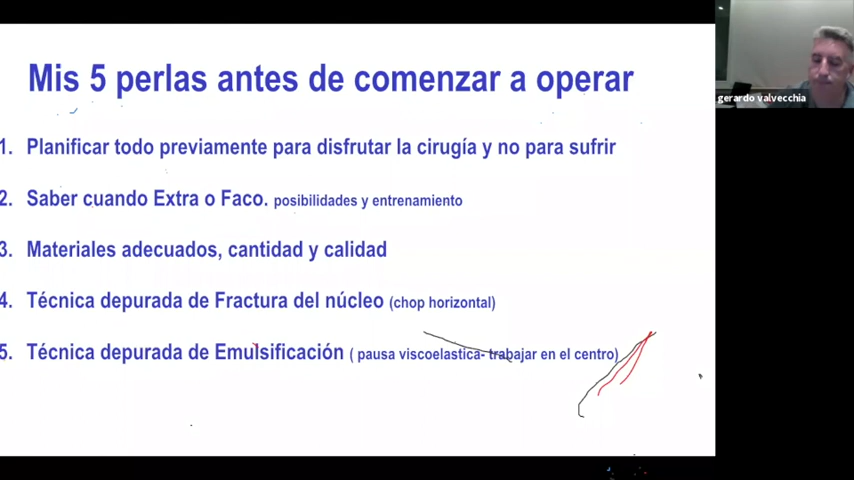 Mis 5 perlas antes de comenzar a operar
gerardo valvecchia
1. Planificar todo previamente para disfrutar la cirugía y no para sufrir
2. Saber cuando Extra o Faco. posibilidades y entrenamiento
3. Materiales adecuados, cantidad y calidad
4. Técnica depurada de Fractura del núcleo (chop horizontal)
5. Técnica depurada de Emulsificación ( pausa viscoelastica- trabajar en el centro)